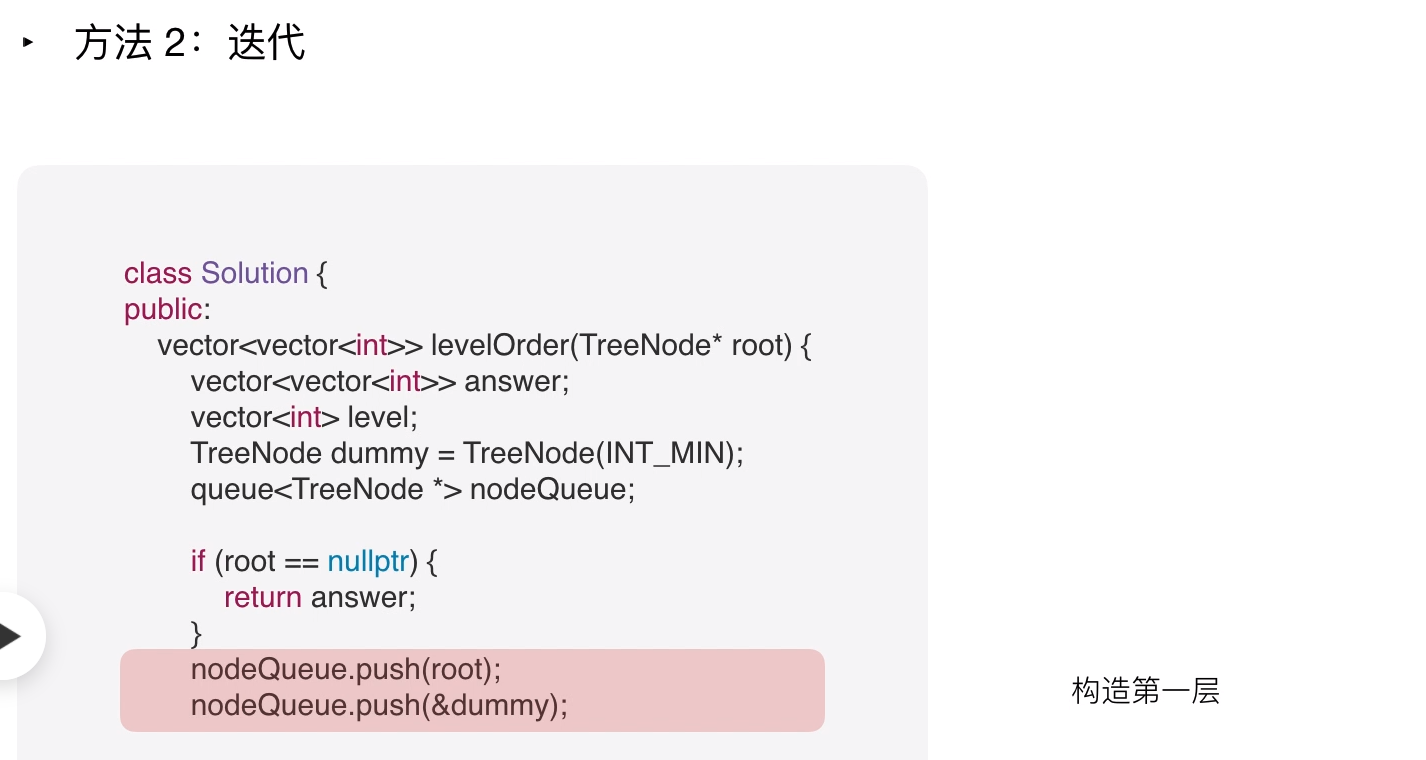 方法 2：迭代
class Solution {
public:
vector<vector<int>> levelOrder(TreeNode* root) {
vector<vector<int>> answer;
vector<int> level;
TreeNode dummy = TreeNode(INT_MIN);
queue<TreeNode *> nodeQueue;
if (root == nullptr) {
return answer;
}
nodeQueue.push(root);
nodeQueue.push(&dummy);
构造第一层